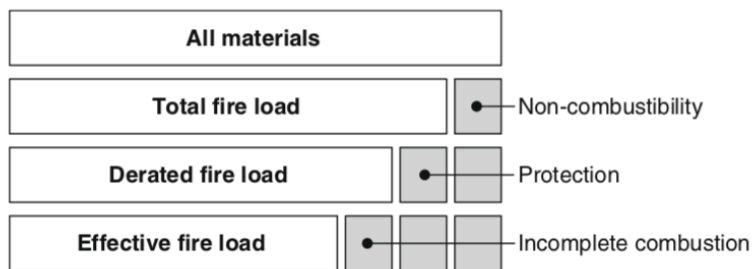 All materials
Total fire load
Non-combustibility
Derated fire load
Protection
Effective fire load
Incomplete combustion